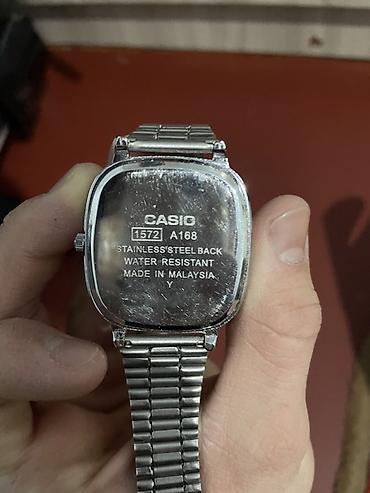 CASIO
1572 A168
STAINLESS STEEL BACK
WATER RESISTANT
MADE IN MALAYSIA
Y